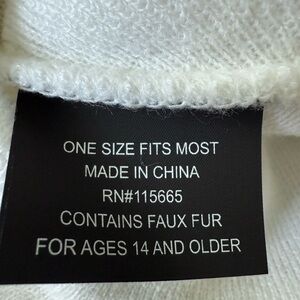 ONE SIZE FITS MOST
MADE IN CHINA
RN#115665
CONTAINS FAUX FUR
FOR AGES 14 AND OLDER